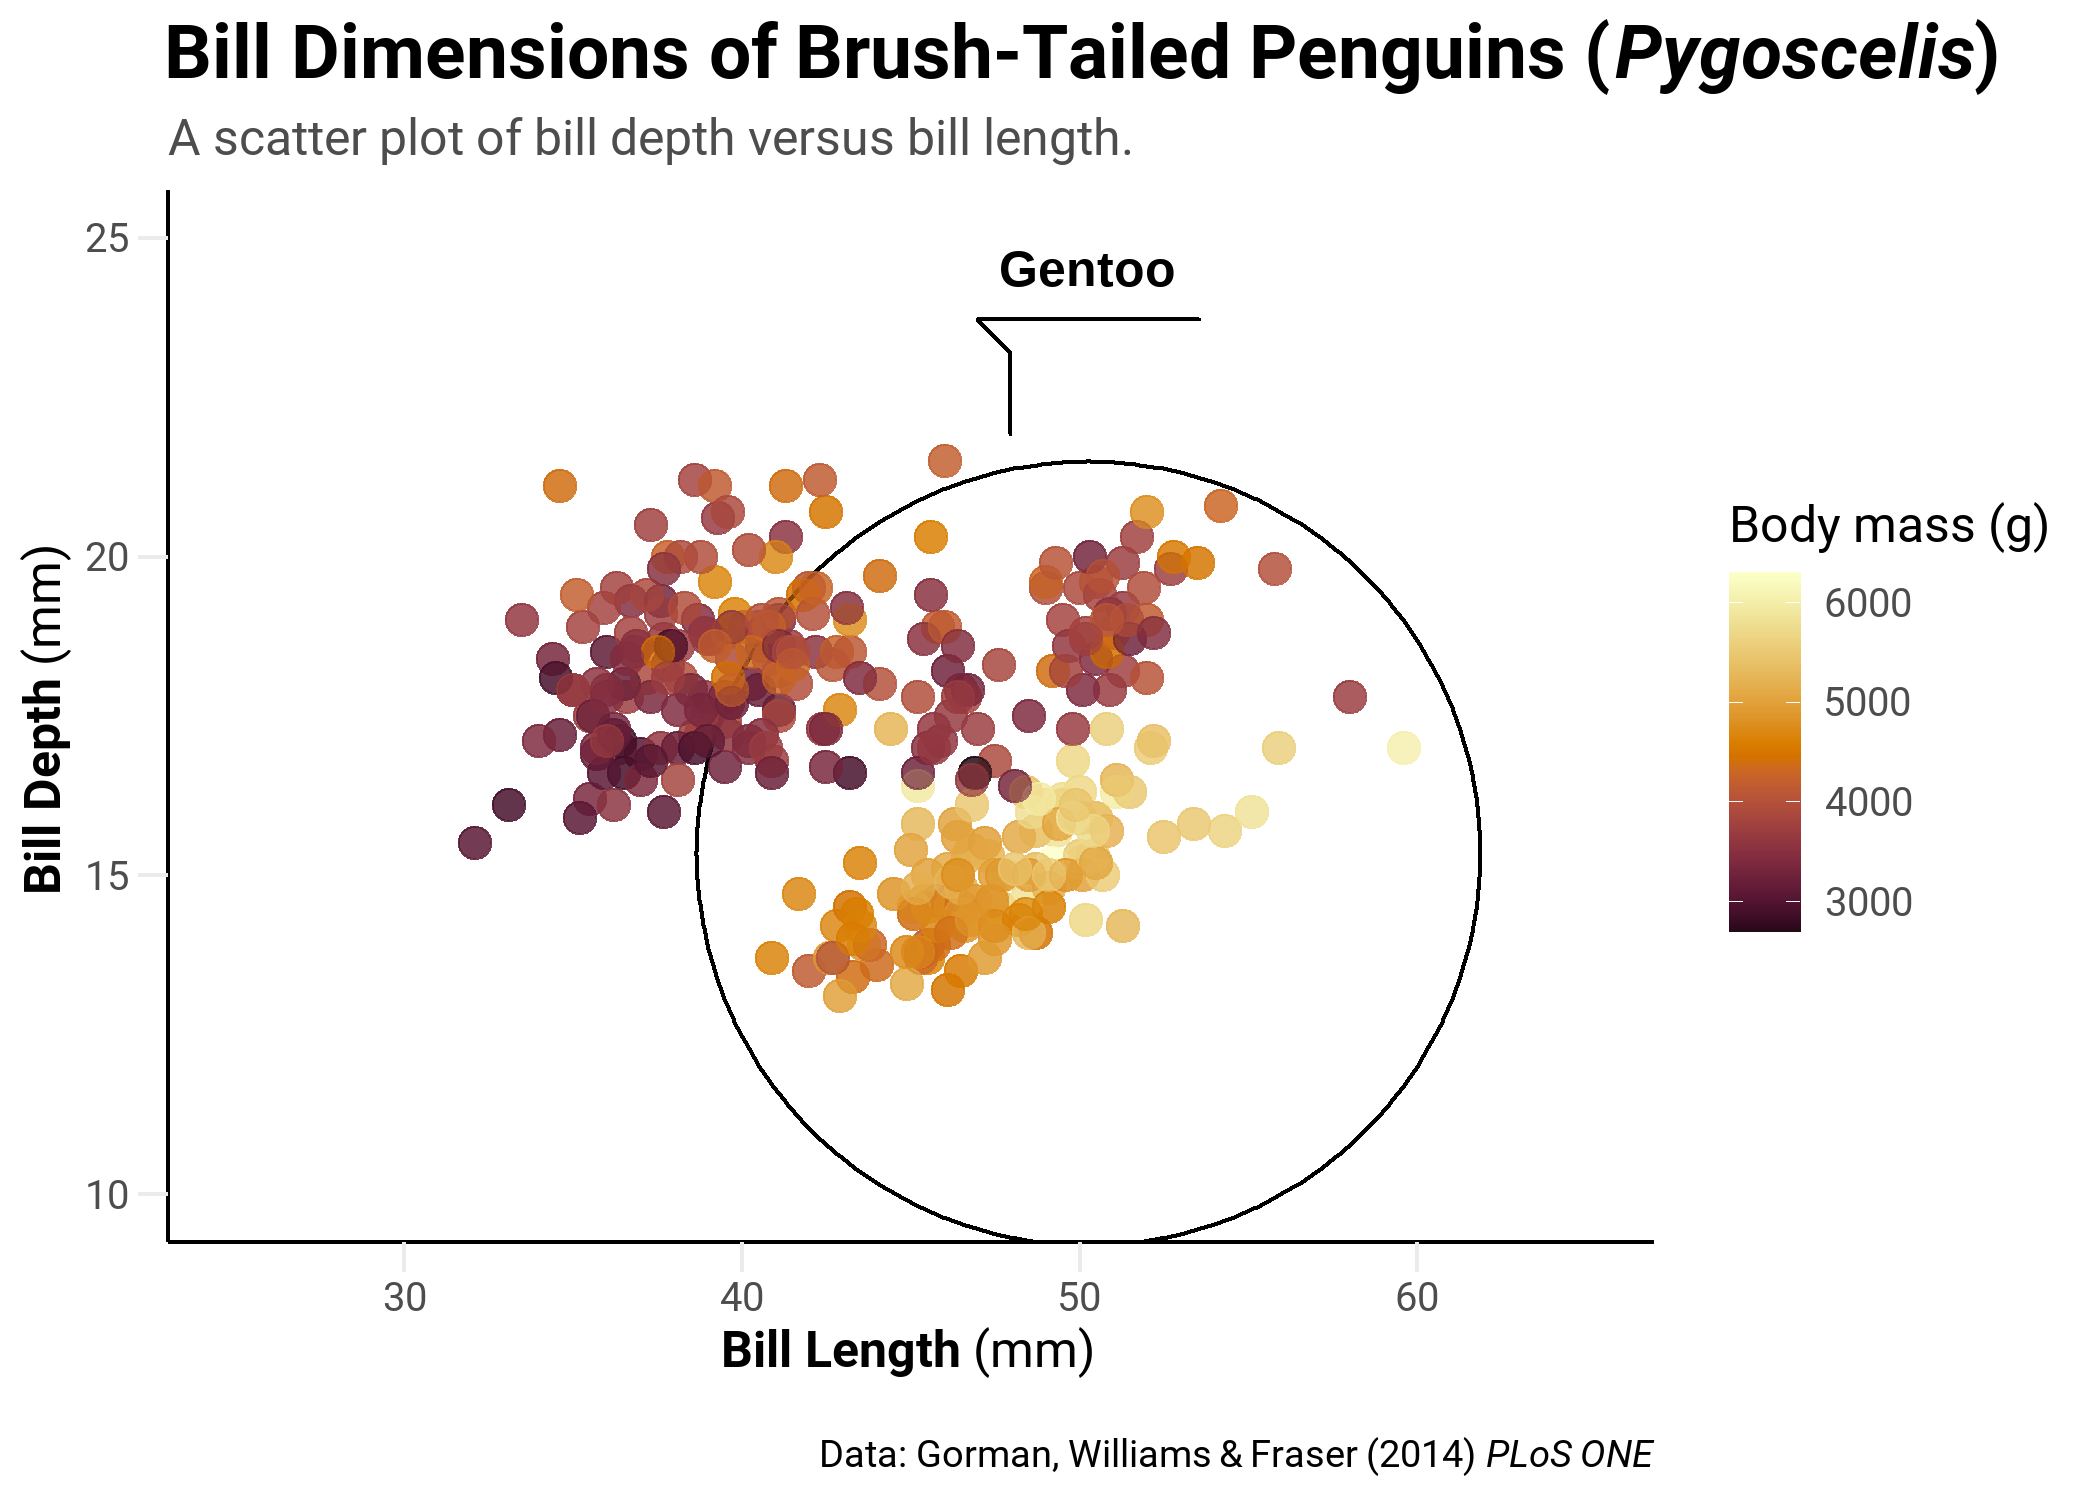 Bill Dimensions of Brush-Tailed Penguins (Pygoscelis)
A scatter plot of bill depth versus bill length.
25
Gentoo
20
15
10
Bill Depth (mm)
30 40 50 60
Bill Length (mm)
Body mass (g)
6000
5000
4000
3000
Data: Gorman, Williams & Fraser (2014) PLoS ONE